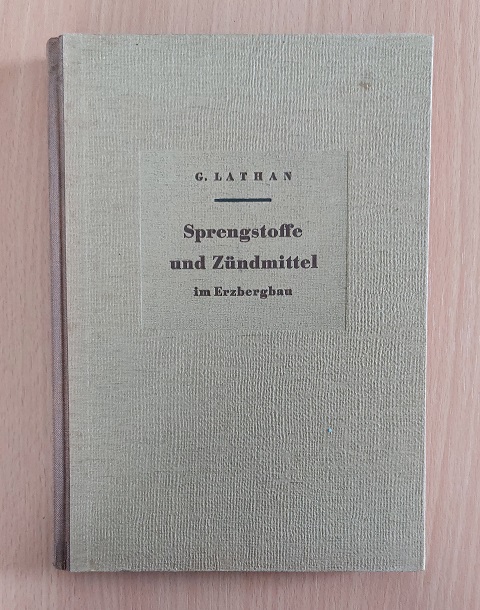 G. LATHAN
Sprengstoffe
und Zündmittel
im Erzbergbau